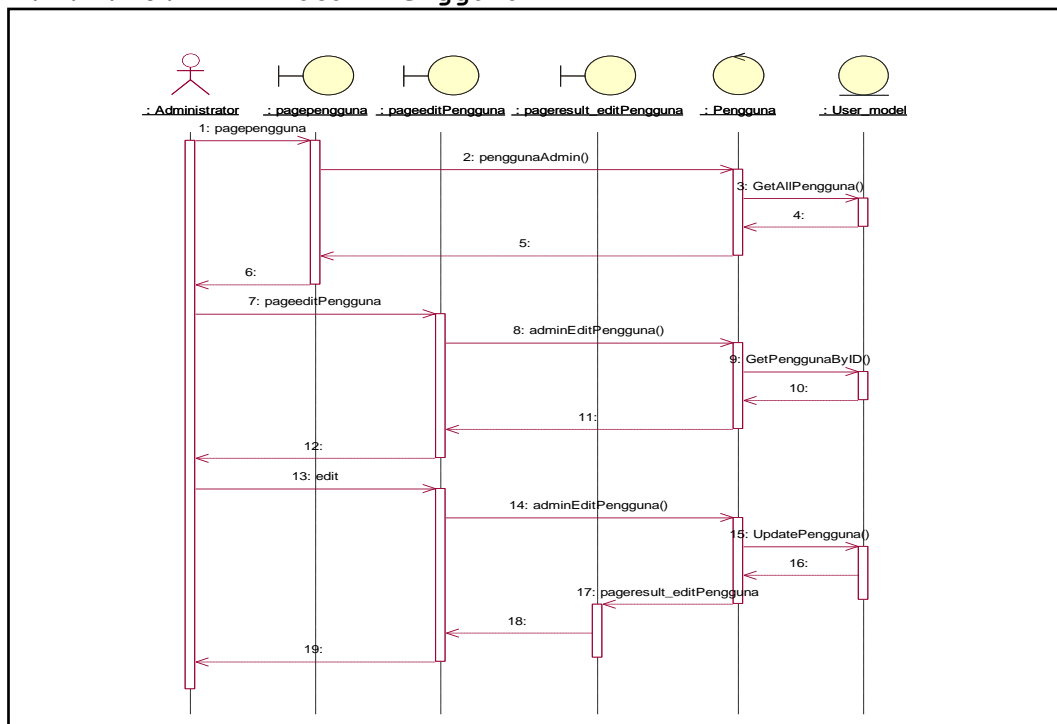 : Administrator
: pagepengguna
: pageeditPengguna
: pageresult_editPengguna
: Pengguna
: User_model
1: pagepengguna
2: penggunaAdmin()
3: GetAllPengguna()
4:
5:
6:
7: pageeditPengguna
8: adminEditPengguna()
9: GetPenggunaByID()
10:
11:
12:
13: edit
14: adminEditPengguna()
15: UpdatePengguna()
16:
17: pageresult_editPengguna
18:
19: